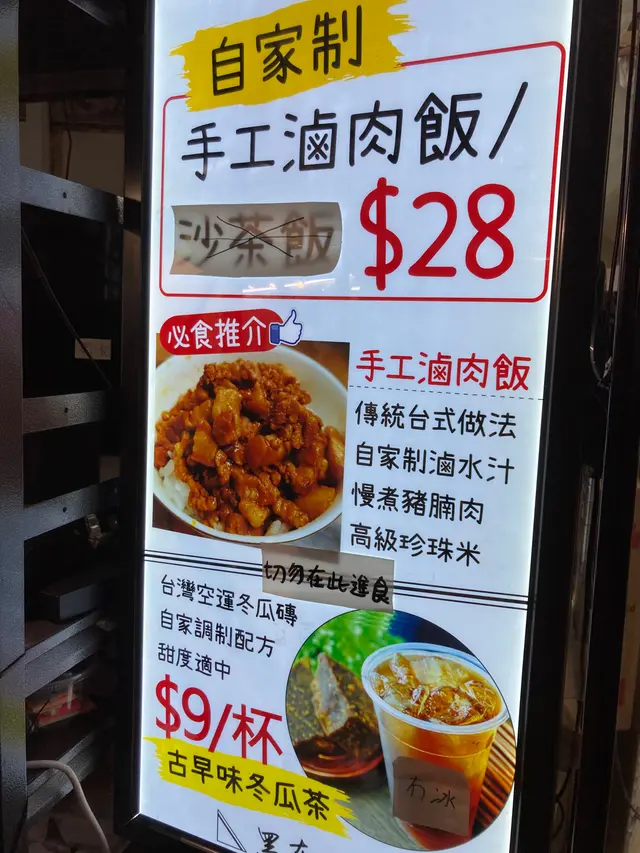 自家制
手工滷肉飯/
沙茶飯
$28
必食推介
手工滷肉飯
傳統台式做法
自家制滷水汁
慢煮豬腩肉
高級珍珠米
切勿在此進食
台灣空運冬瓜磚
自家調制配方
甜度適中
$9/杯
古早味冬瓜茶
冇冰